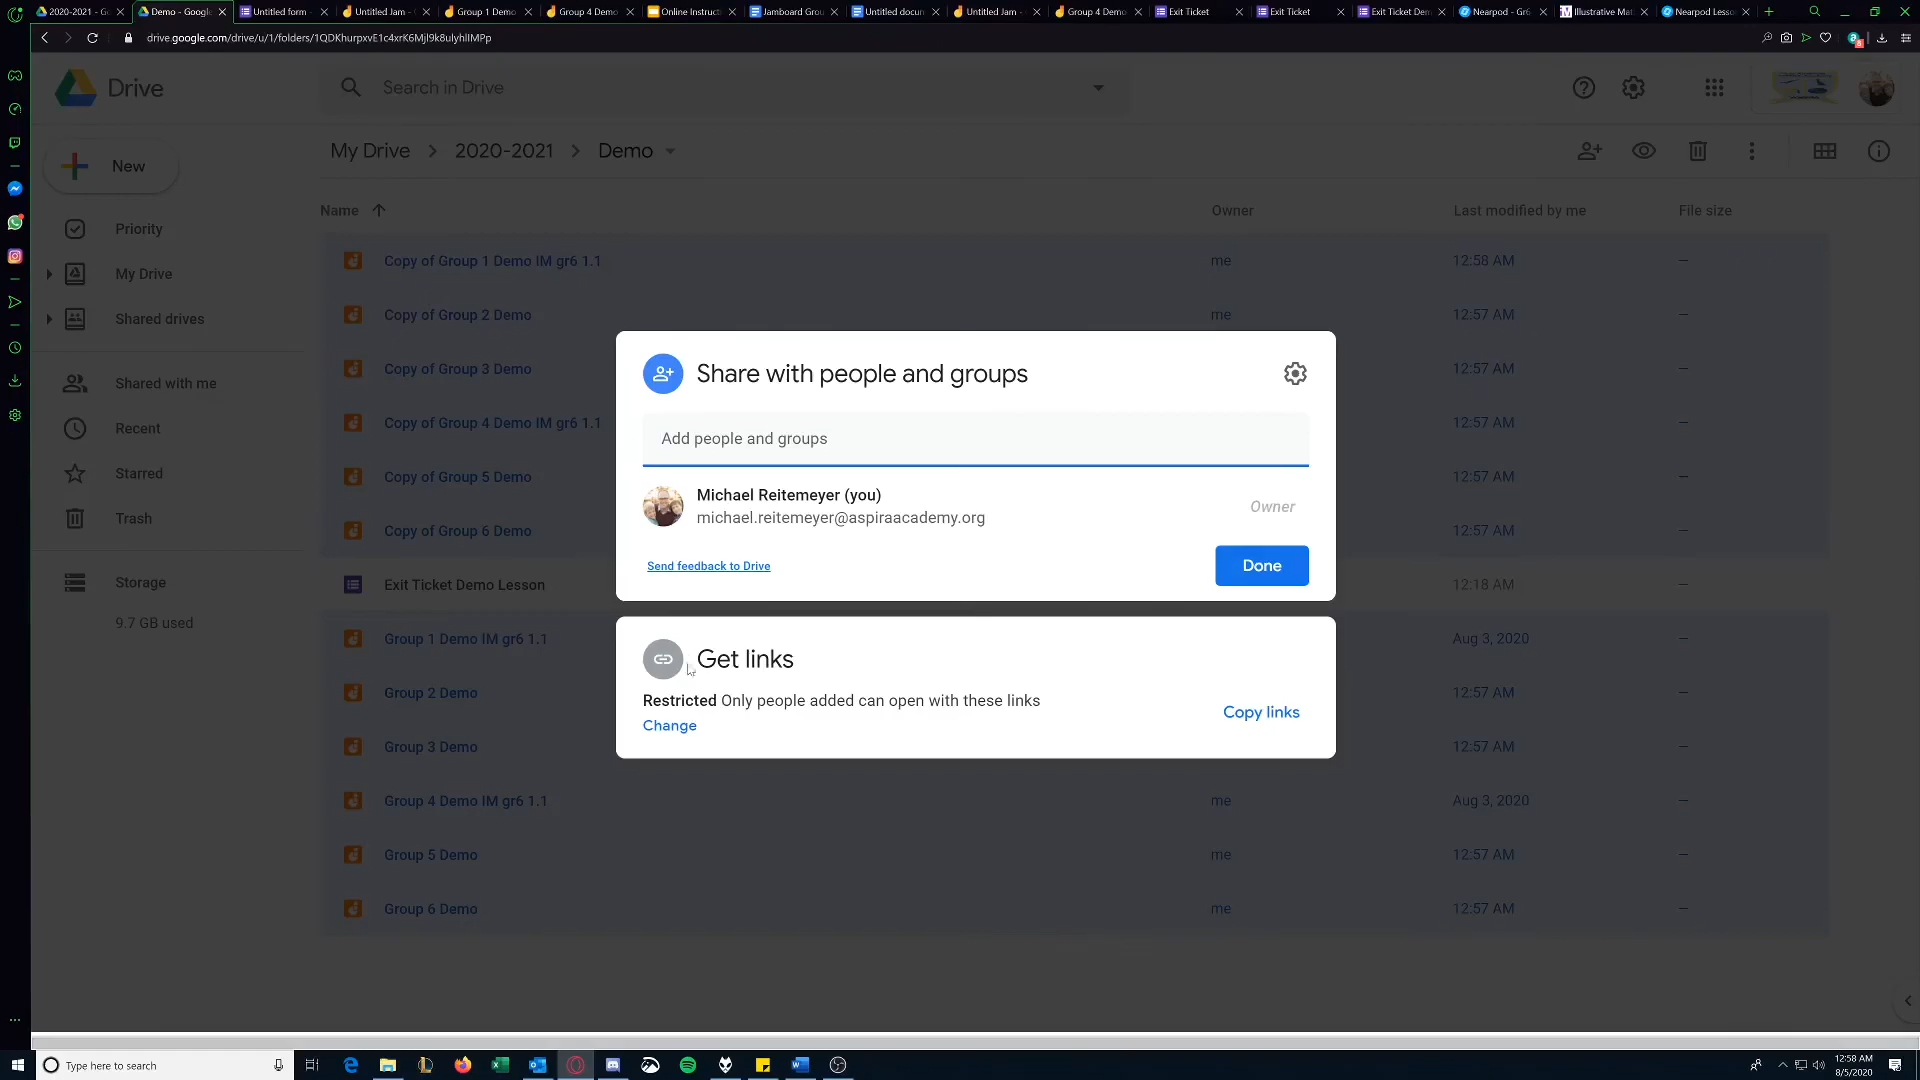 2020-2021 - G
Demo - Google
Untitled form -
Untitled Jam -
Group 1 Demo
Group 4 Demo
Online Instruct
Jamboard Grou
Untitled docun
Untitled Jam -
Group 4 Demo
Exit Ticket
Exit Ticket
Exit Ticket Den
Nearpod - Gr6
Illustrative Mat
Nearpod Lesso
Drive
Search in Drive
New
My Drive
2020-2021
Demo
Name
Owner
Last modified by me
File size
Priority
My Drive
Shared drives
Shared with me
Recent
Starred
Trash
Storage
9.7 GB used
Copy of Group 1 Demo IM gr6 1.1 me 12:58 AM —
Copy of Group 2 Demo me 12:57 AM —
Copy of Group 3 Demo 12:57 AM —
Copy of Group 4 Demo IM gr6 1.1 12:57 AM —
Copy of Group 5 Demo 12:57 AM —
Copy of Group 6 Demo 12:57 AM —
Exit Ticket Demo Lesson 12:18 AM —
Group 1 Demo IM gr6 1.1 Aug 3, 2020 —
Group 2 Demo 12:57 AM —
Group 3 Demo 12:57 AM —
Group 4 Demo IM gr6 1.1 me Aug 3, 2020 —
Group 5 Demo me 12:57 AM —
Group 6 Demo me 12:57 AM —
Share with people and groups
Add people and groups
Michael Reitemeyer (you)
michael.reitemeyer@aspiraacademy.org
Owner
Send feedback to Drive
Done
Get links
Restricted Only people added can open with these links
Change
Copy links
Type here to search
12:58 AM
8/5/2020